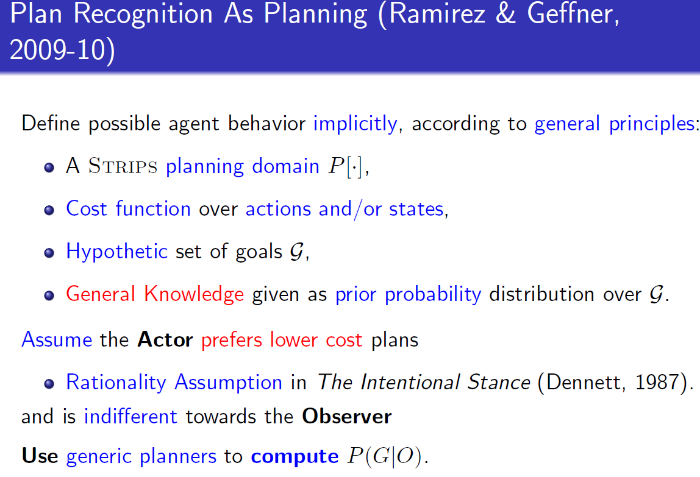 Plan Recognition As Planning (Ramirez & Geffner,
2009-10)
Define possible agent behavior implicitly, according to general principles:
A STRIPS planning domain P[·],
Cost function over actions and/or states,
Hypothetic set of goals 𝒢,
General Knowledge given as prior probability distribution over 𝒢.
Assume the Actor prefers lower cost plans
Rationality Assumption in The Intentional Stance (Dennett, 1987).
and is indifferent towards the Observer
Use generic planners to compute P(G|O).